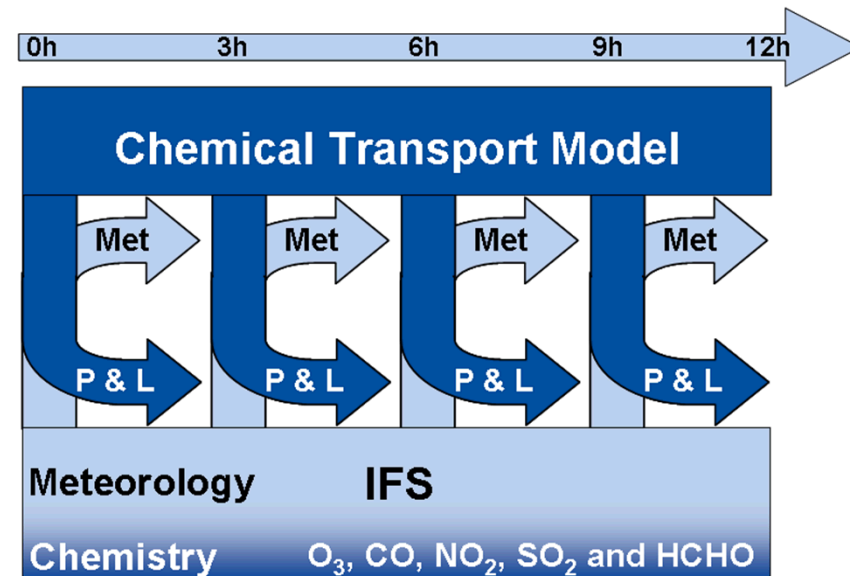 0h 3h 6h 9h 12h
Chemical Transport Model
Met Met Met Met
P & L P & L P & L P & L
Meteorology IFS
Chemistry O₃, CO, NO₂, SO₂ and HCHO